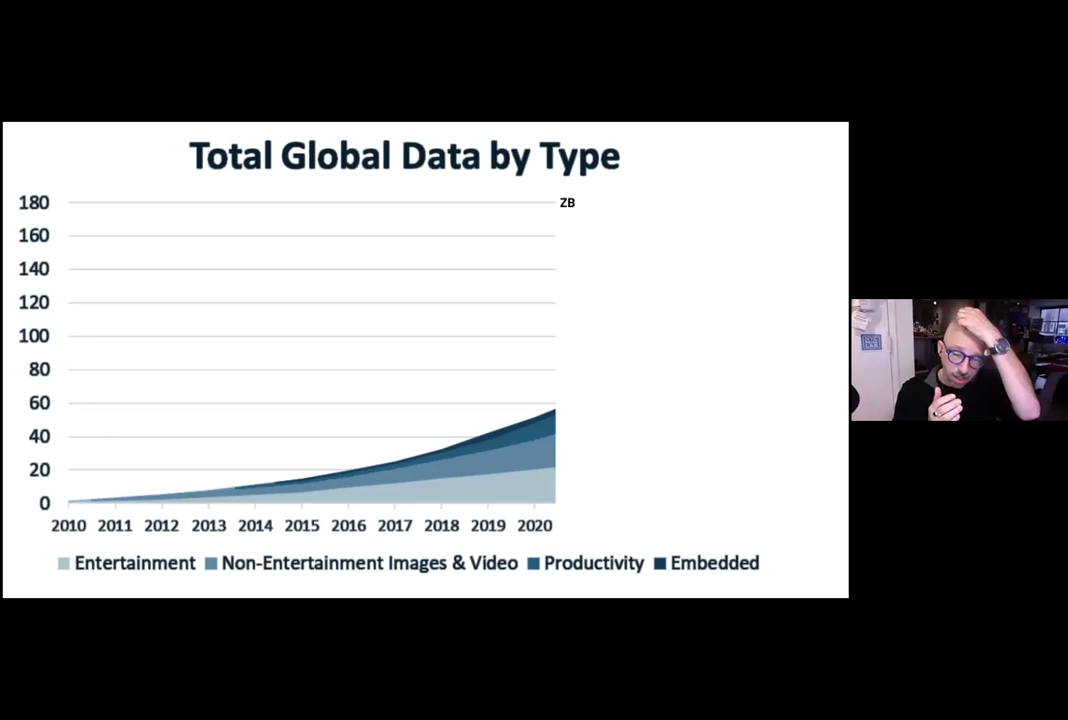 Total Global Data by Type
180
ZB
160
140
120
100
80
60
40
20
0
2010 2011 2012 2013 2014 2015 2016 2017 2018 2019 2020
Entertainment Non-Entertainment Images & Video Productivity Embedded